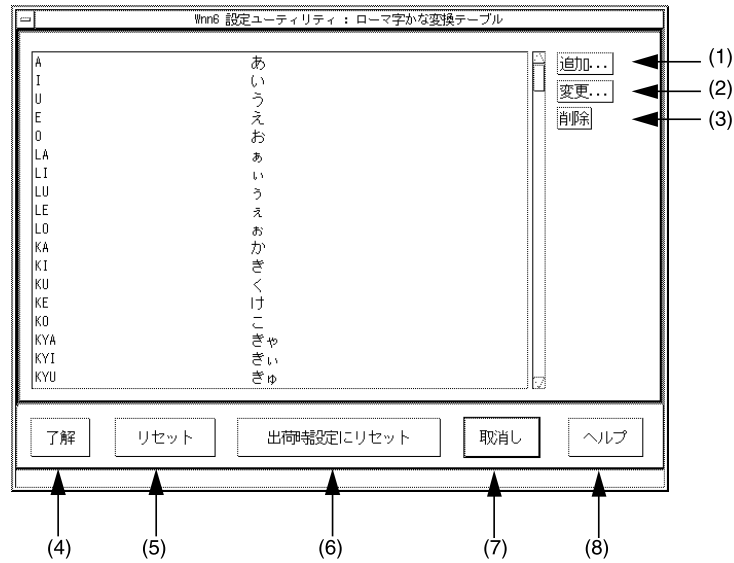 Wnn6 設定ユーティリティ : ローマ字かな変換テーブル
A あ
I い
U う
E え
O お
LA ぁ
LI ぃ
LU ぅ
LE ぇ
LO ぉ
KA か
KI き
KU く
KE け
KO こ
KYA きゃ
KYI きぃ
KYU きゅ
追加... (1)
変更... (2)
削除 (3)
了解 リセット 出荷時設定にリセット 取消し ヘルプ
(4) (5) (6) (7) (8)